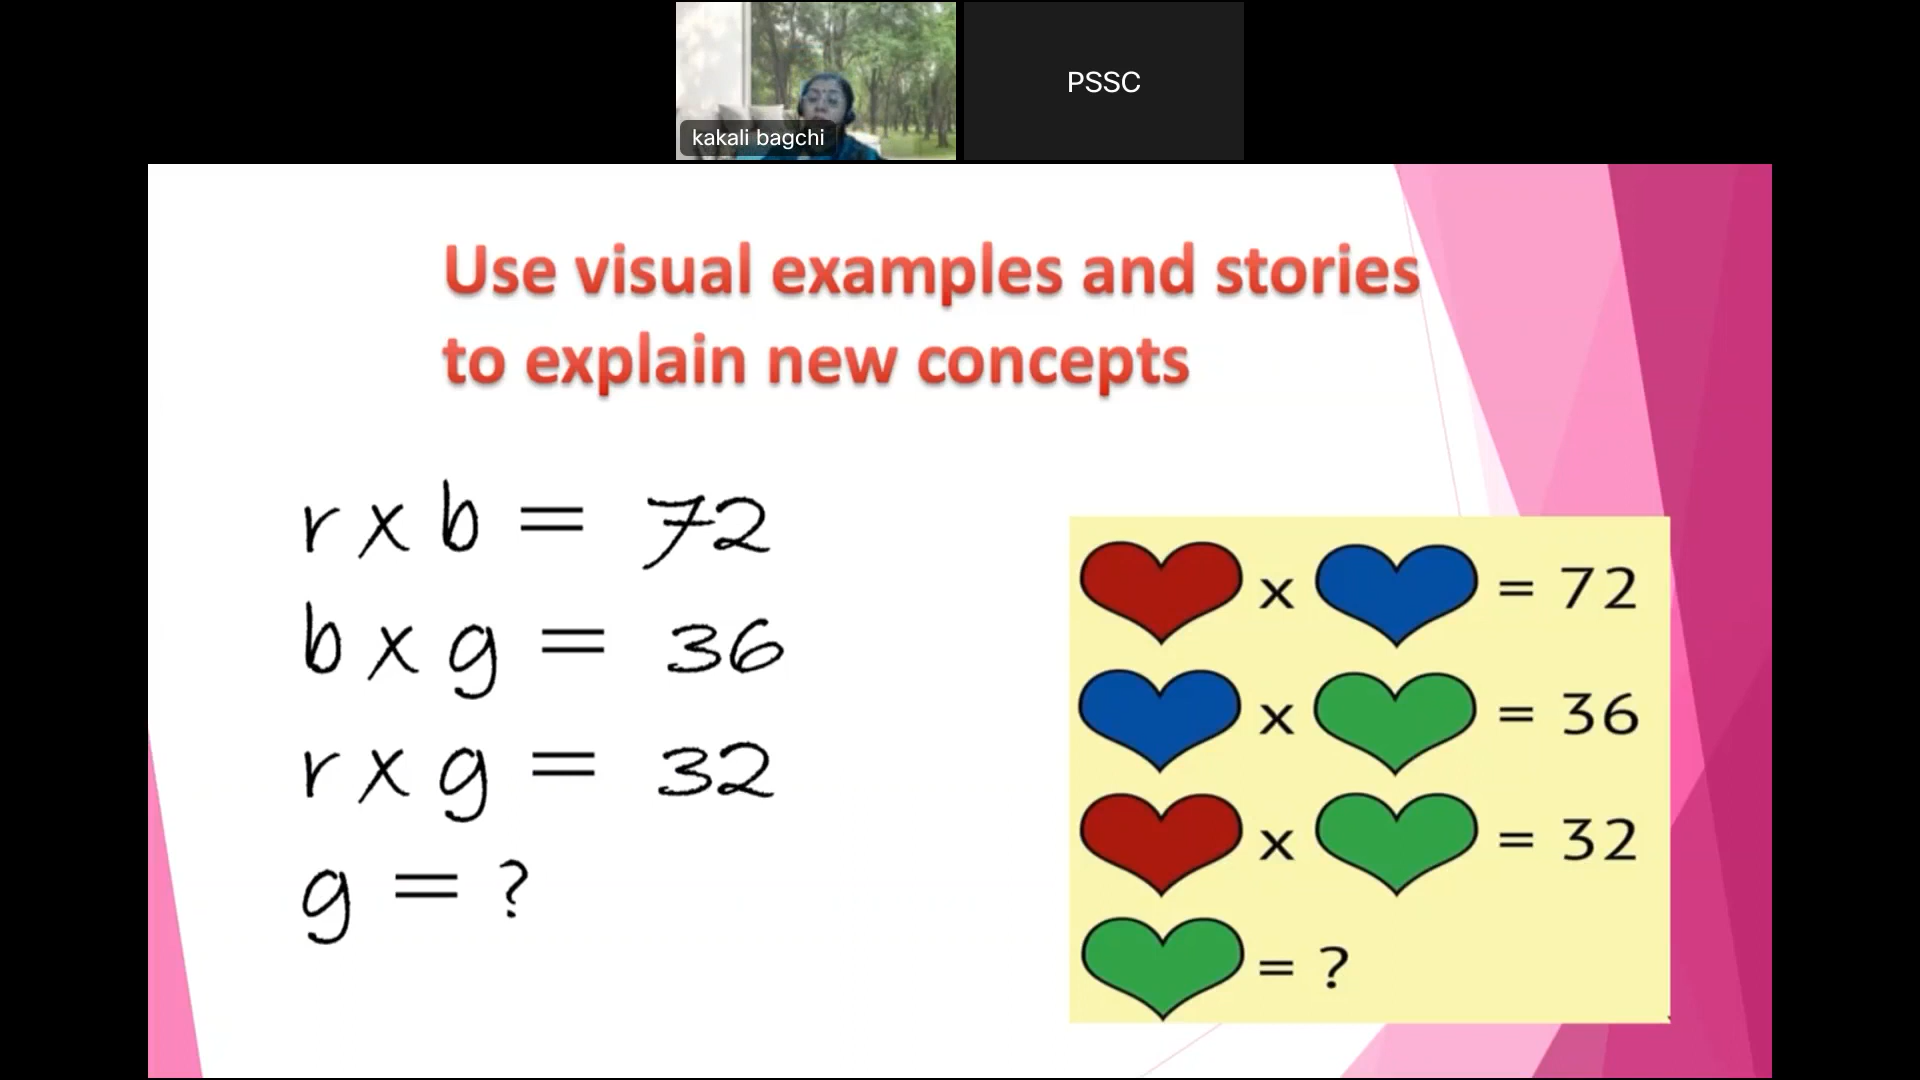 kakali bagchi
PSSC
Use visual examples and stories
to explain new concepts
r x b = 72
b x g = 36
r x g = 32
g = ?
x = 72
x = 36
x = 32
= ?